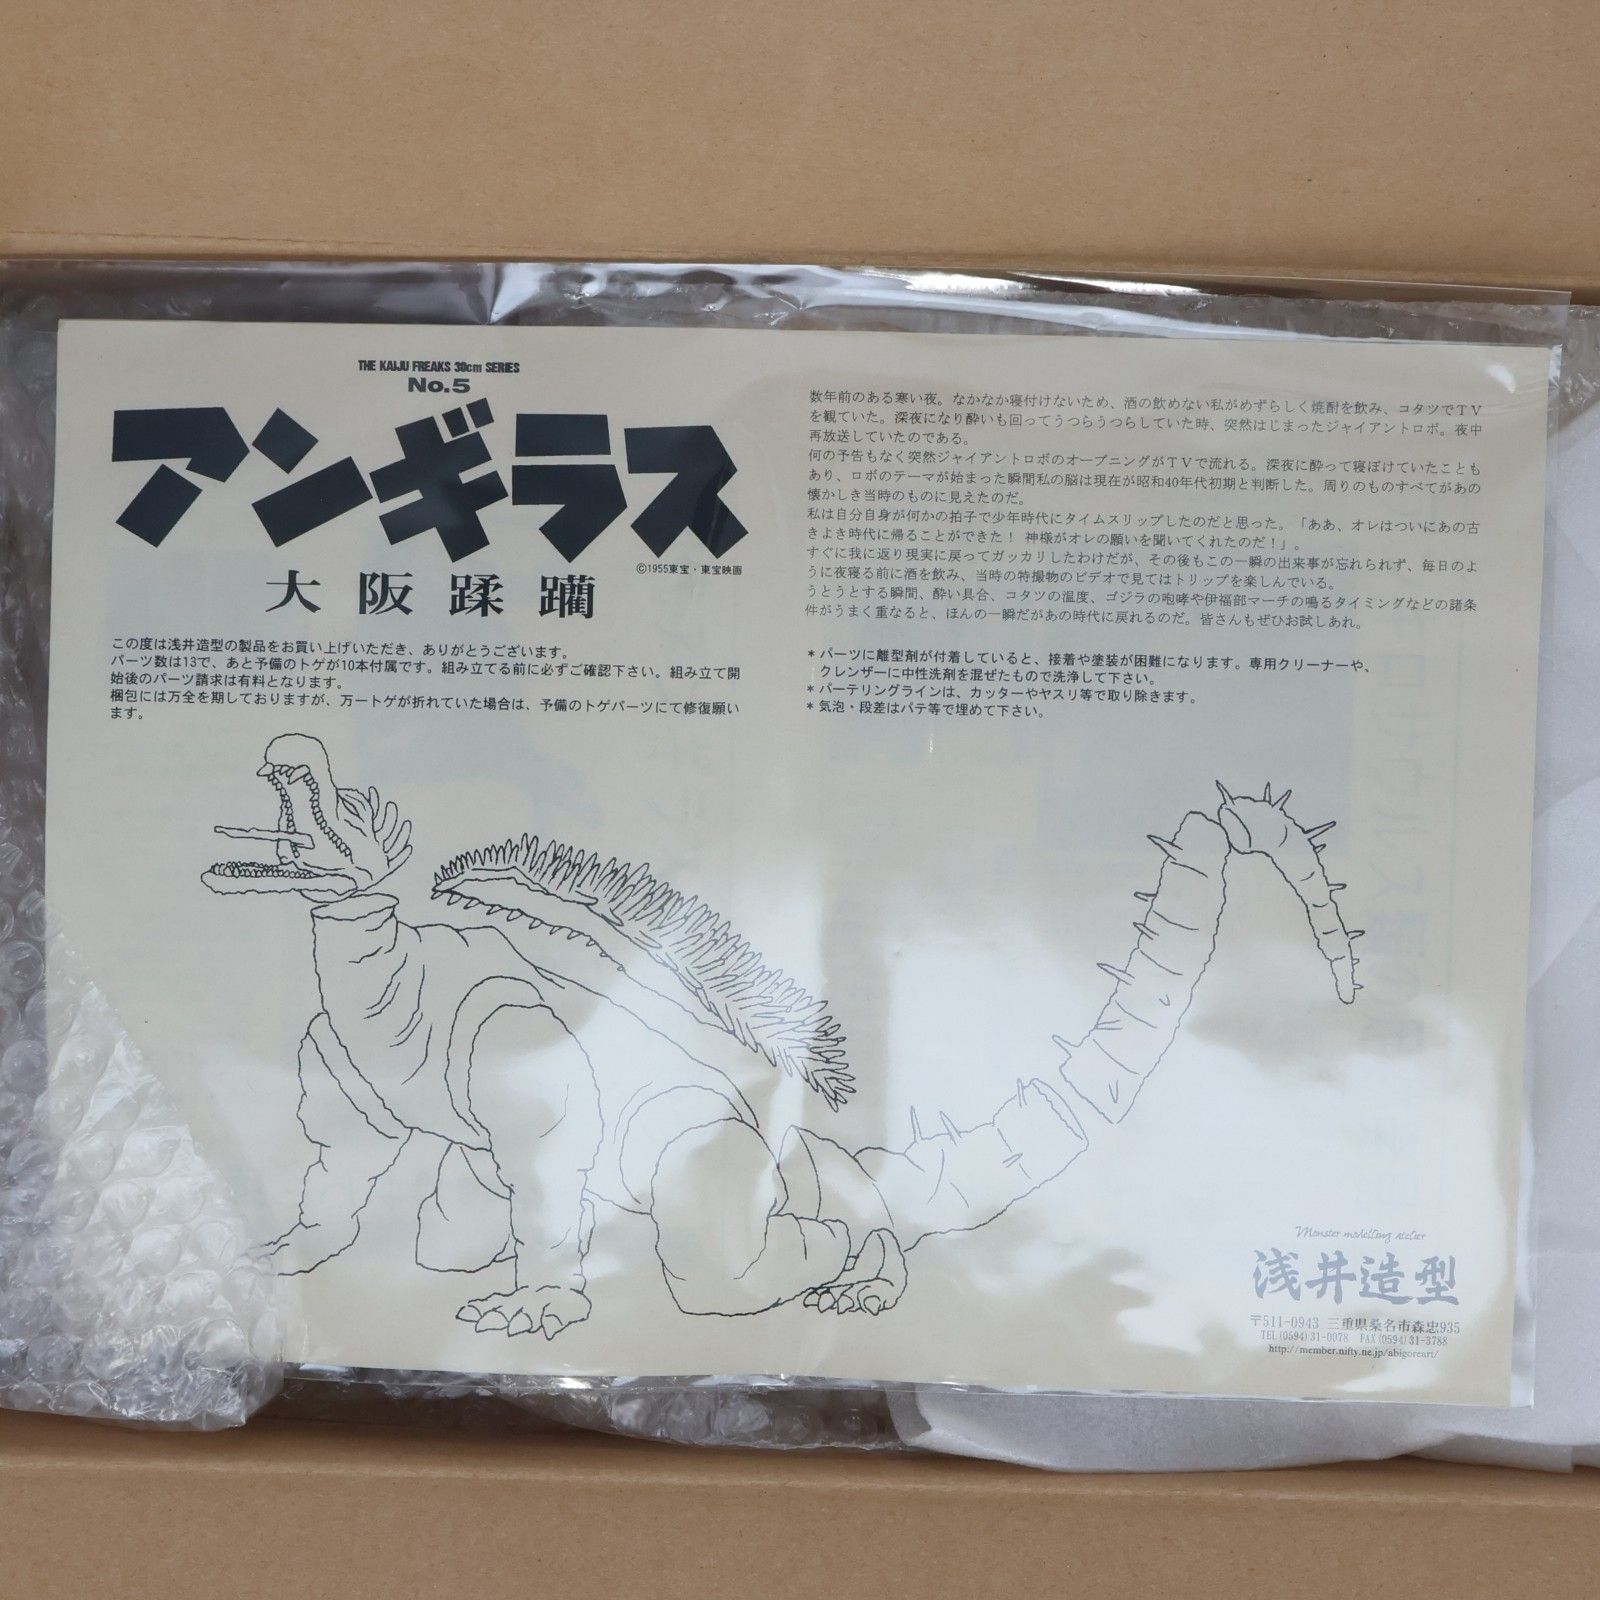 THE KAIJU FREAKS 30cm SERIES
No.5
アンギラス
©1955東宝・東宝映画
大阪蹂躙
この度は浅井造型の製品をお買い上げいただき、ありがとうございます。
パーツ数は13で、あと予備のトゲが10本付属です。組み立てる前に必ずご確認下さい。組み立て開
始後のパーツ請求は有料となります。
梱包には万全を期しておりますが、万一トゲが折れていた場合は、予備のトゲパーツにて修復願い
ます。
数年前のある寒い夜。なかなか寝付けないため、酒の飲めない私がめずらしく焼酎を飲み、コタツでTV
を観ていた。深夜になり酔いも回ってうつらうつらしていた時、突然はじまったジャイアントロボ。夜中
再放送していたのである。
何の予告もなく突然ジャイアントロボのオープニングがTVで流れる。深夜に酔って寝ぼけていたことも
あり、ロボのテーマが始まった瞬間私の脳は現在が昭和40年代初期と判断した。周りのものすべてがあの
懐かしき当時のものに見えたのだ。
私は自分自身が何かの拍子で少年時代にタイムスリップしたのだと思った。「ああ、オレはついにあの古
きよき時代に帰ることができた！ 神様がオレの願いを聞いてくれたのだ！」。
すぐに我に返り現実に戻ってガッカリしたわけだが、その後もこの一瞬の出来事が忘れられず、毎日のよ
うに夜寝る前に酒を飲み、当時の特撮物のビデオで見てはトリップを楽しんでいる。
うとうとする瞬間、酔い具合、コタツの温度、ゴジラの咆哮や伊福部マーチの鳴るタイミングなどの諸条
件がうまく重なると、ほんの一瞬だがあの時代に戻れるのだ。皆さんもぜひお試しあれ。
*パーツに離型剤が付着していると、接着や塗装が困難になります。専用クリーナーや、
クレンザーに中性洗剤を混ぜたもので洗浄して下さい。
*パーティングラインは、カッターやヤスリ等で取り除きます。
*気泡・段差はパテ等で埋めて下さい。
Monster modelling atelier
浅井造型
〒511-0943 三重県桑名市森忠935
TEL(0594)31-0078 FAX(0594)31-3788
http://member.nifty.ne.jp/abigoreart/